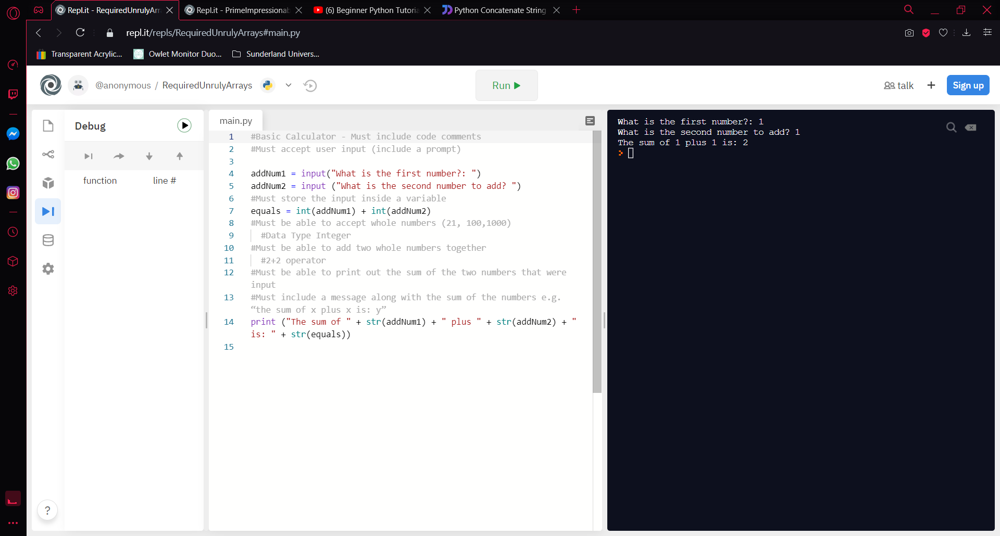 Repl.it - RequiredUnrulyArr
Repl.it - PrimeImpressionab
(6) Beginner Python Tutoria
Python Concatenate String
repl.it/repls/RequiredUnrulyArrays#main.py
Transparent Acrylic...
Owlet Monitor Duo...
Sunderland Univers...
@anonymous / RequiredUnrulyArrays
Run
talk
Sign up
Debug
function line #
main.py
1 #Basic Calculator - Must include code comments
2 #Must accept user input (include a prompt)
3
4 addNum1 = input("What is the first number?: ")
5 addNum2 = input ("What is the second number to add? ")
6 #Must store the input inside a variable
7 equals = int(addNum1) + int(addNum2)
8 #Must be able to accept whole numbers (21, 100,1000)
9 #Data Type Integer
10 #Must be able to add two whole numbers together
11 #2+2 operator
12 #Must be able to print out the sum of the two numbers that were
input
13 #Must include a message along with the sum of the numbers e.g.
“the sum of x plus x is: y”
14 print ("The sum of " + str(addNum1) + " plus " + str(addNum2) + "
is: " + str(equals))
15
What is the first number?: 1
What is the second number to add? 1
The sum of 1 plus 1 is: 2
?